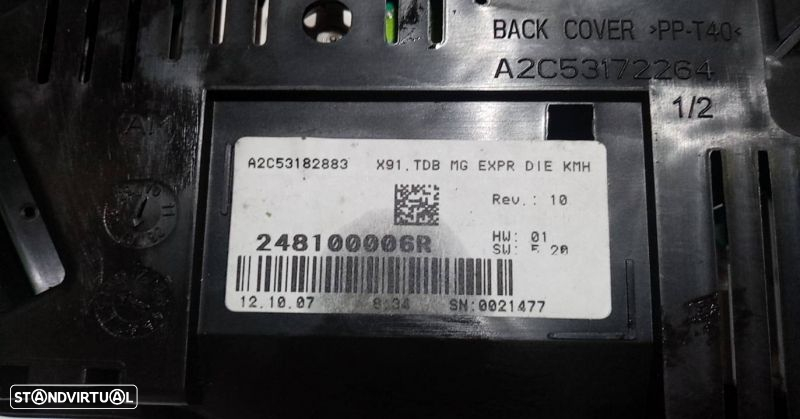 BACK COVER >PP-T40<
A2C53172264
1/2
AM
A2C53182883 X91.TDB MG EXPR DIE KMH
Rev.: 10
248100006R
HW: 01
SW: 5.20
12.10.07 8:34 SN:0021477
STANDVIRTUAL